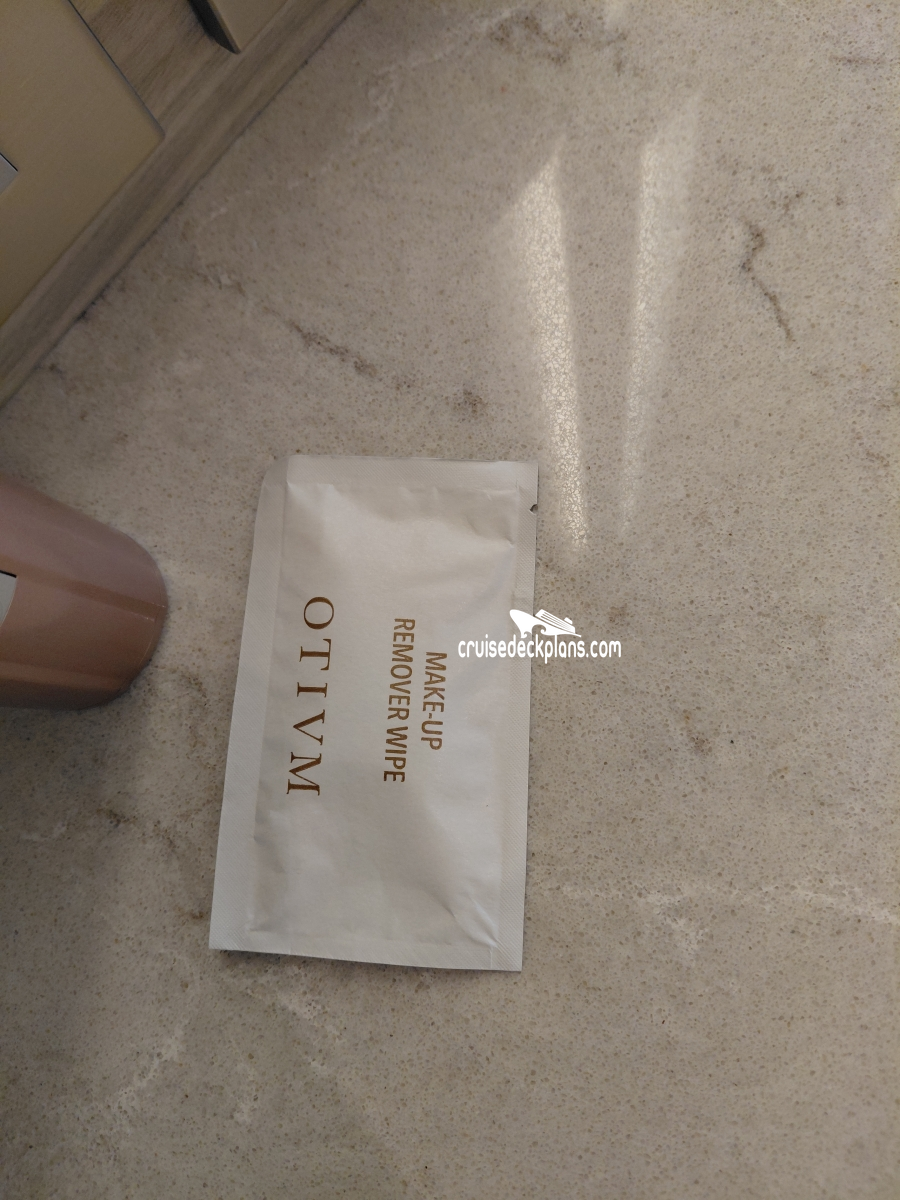 MAKE-UP
REMOVER WIPE
OTIVM
cruisedeckplans.com